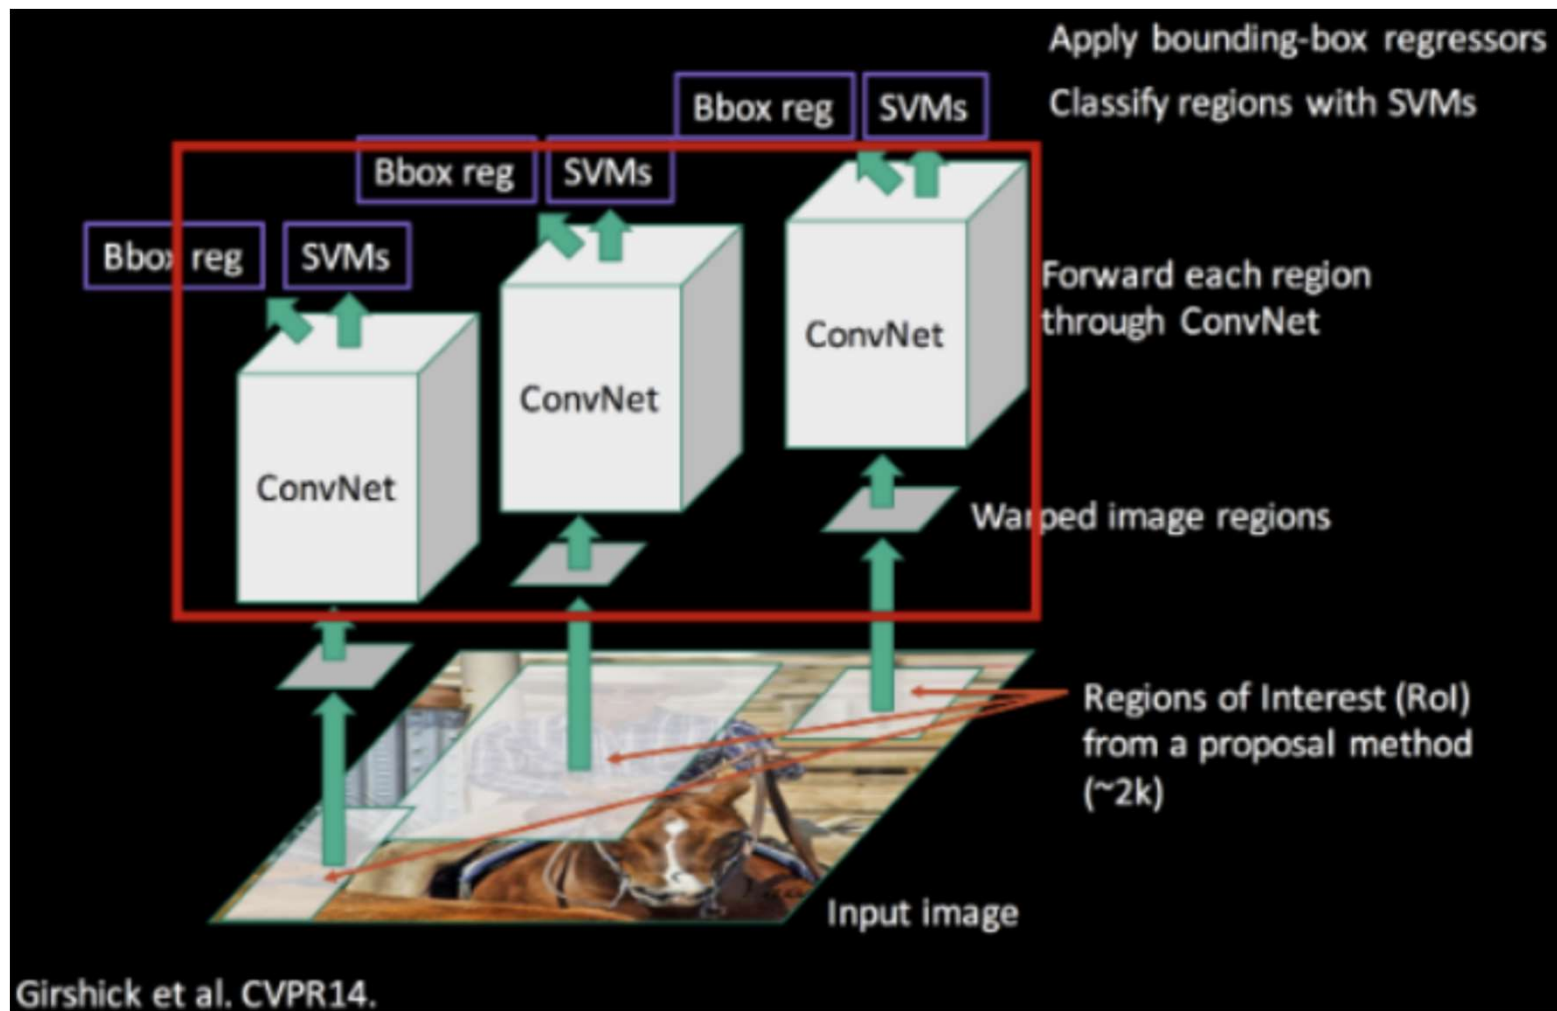 Apply bounding-box regressors
Bbox reg
SVMs
Classify regions with SVMs
Bbox reg
SVMs
Bbox reg
SVMs
Forward each region
through ConvNet
ConvNet
ConvNet
ConvNet
Warped image regions
Regions of Interest (RoI)
from a proposal method
(~2k)
Input image
Girshick et al. CVPR14.